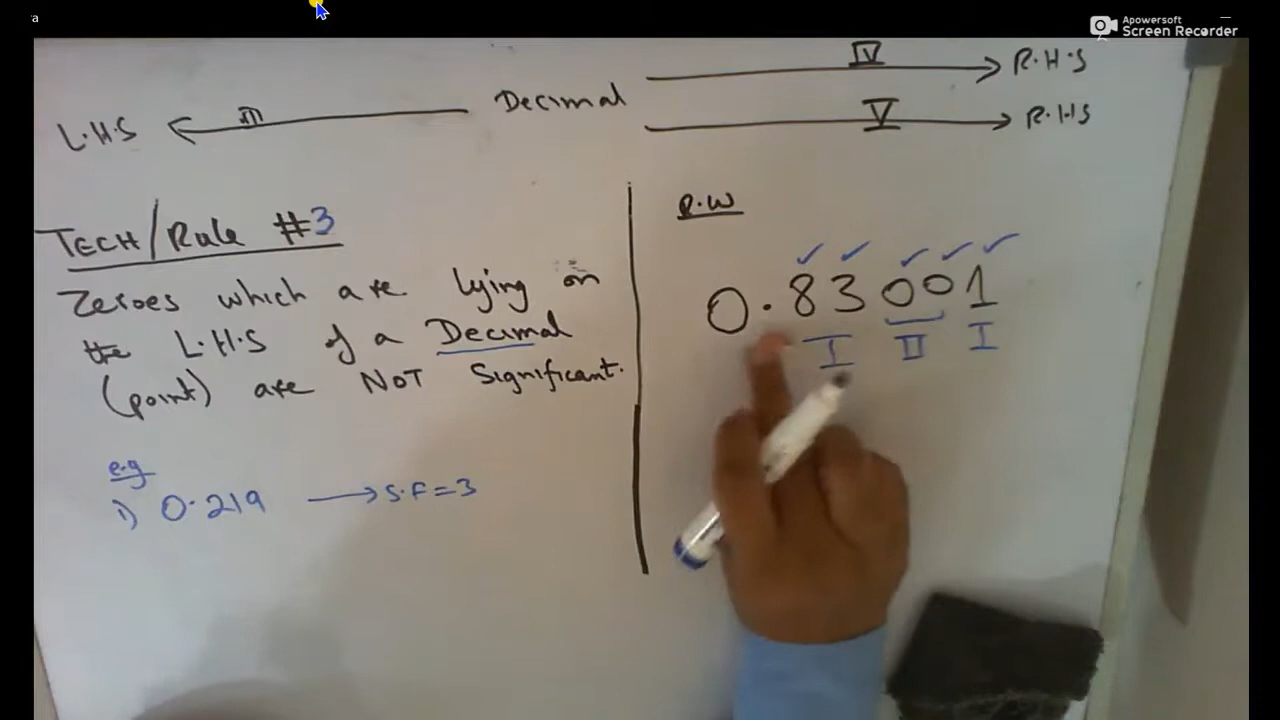 a
Apowersoft
Screen Recorder
L.H.S
III
Decimal
IV
R.H.S
V
R.H.S
TECH/Rule #3
Zeroes which are lying on
the L.H.S of a Decimal
(point) are NOT Significant.
e.g
1) 0.219 → S.F=3
R.W
0.83001
I II I